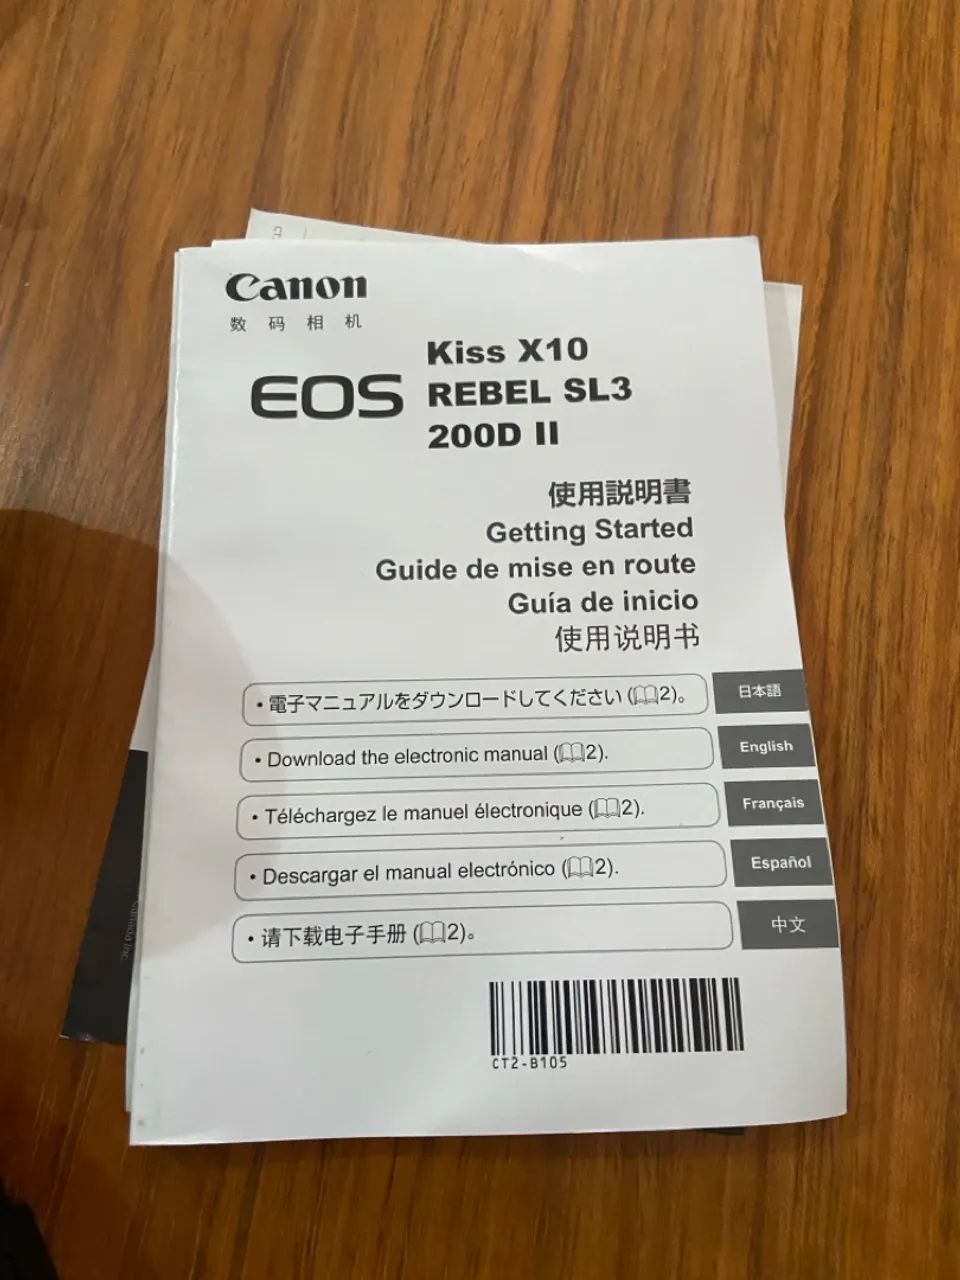 Canon
数码相机
EOS
Kiss X10
REBEL SL3
200D II
使用説明書
Getting Started
Guide de mise en route
Guía de inicio
使用说明书
• 電子マニュアルをダウンロードしてください (📖2)。 日本語
• Download the electronic manual (📖2). English
• Téléchargez le manuel électronique (📖2). Français
• Descargar el manual electrónico (📖2). Español
• 请下载电子手册 (📖2)。 中文
CT2-B105
Canada Inc.